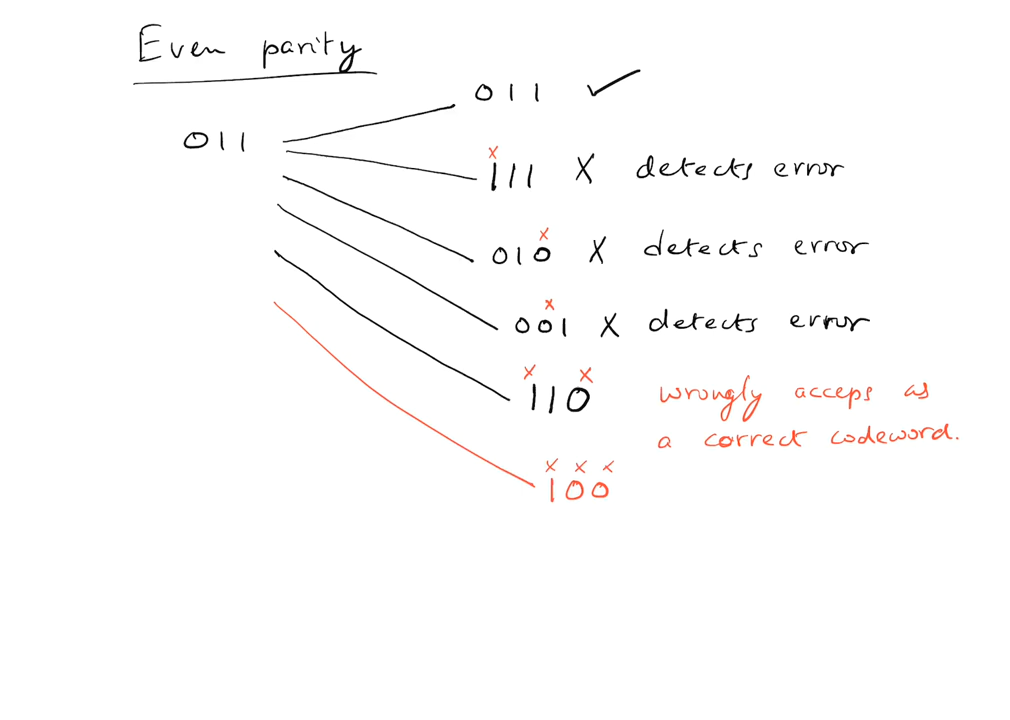 Even parity
011 ✓
011
x
111 X detects error
x
010 X detects error
x
001 X detects error
x x
110 wrongly acceps as
a correct codeword.
x x x
100